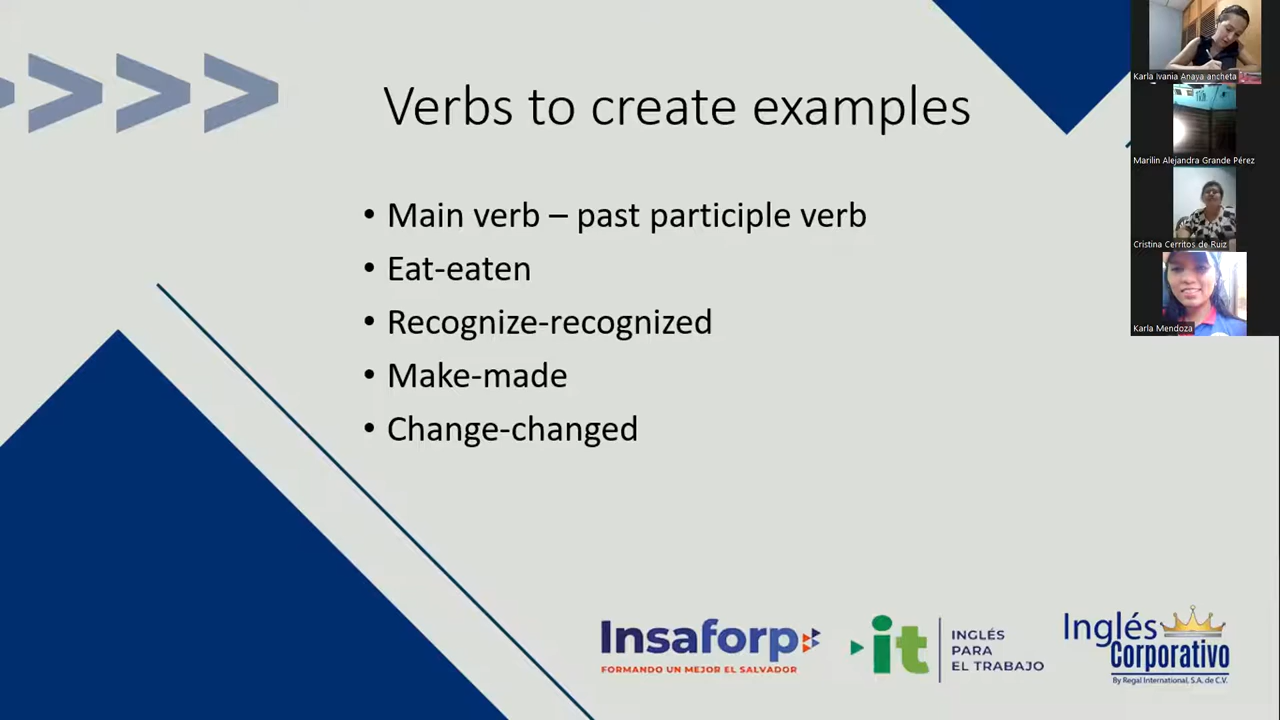 Verbs to create examples
• Main verb – past participle verb
• Eat-eaten
• Recognize-recognized
• Make-made
• Change-changed
Karla Ivania Anaya ancheta
Marilin Alejandra Grande Pérez
Cristina Cerritos de Ruiz
Karla Mendoza
Insaforp
FORMANDO UN MEJOR EL SALVADOR
it
INGLÉS
PARA
EL TRABAJO
Inglés
Corporativo
By Regal International, S.A. de C.V.